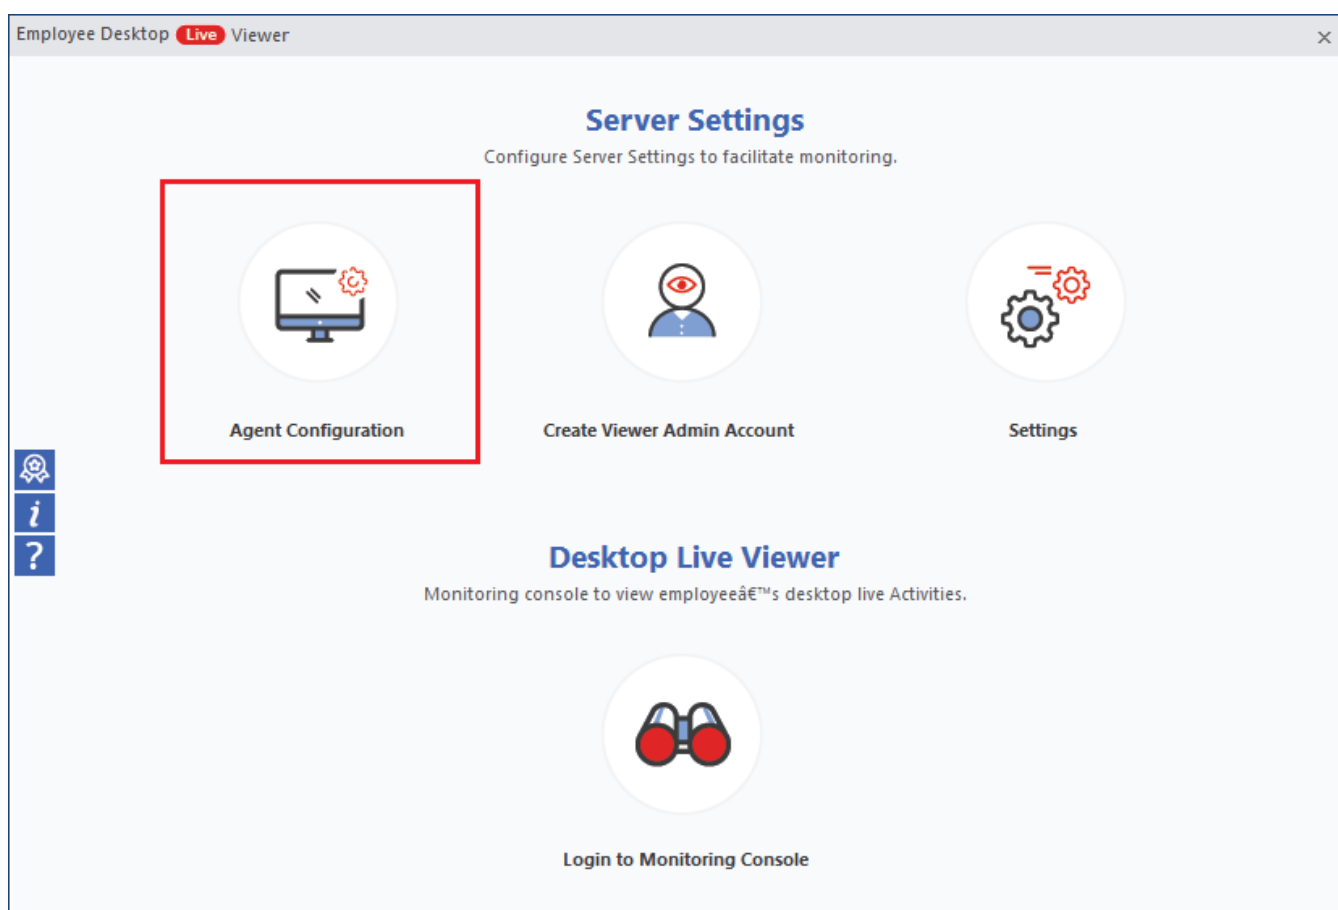 Employee Desktop Live Viewer
Server Settings
Configure Server Settings to facilitate monitoring.
Agent Configuration
Create Viewer Admin Account
Settings
i
?
Desktop Live Viewer
Monitoring console to view employeeâ€™s desktop live Activities.
Login to Monitoring Console